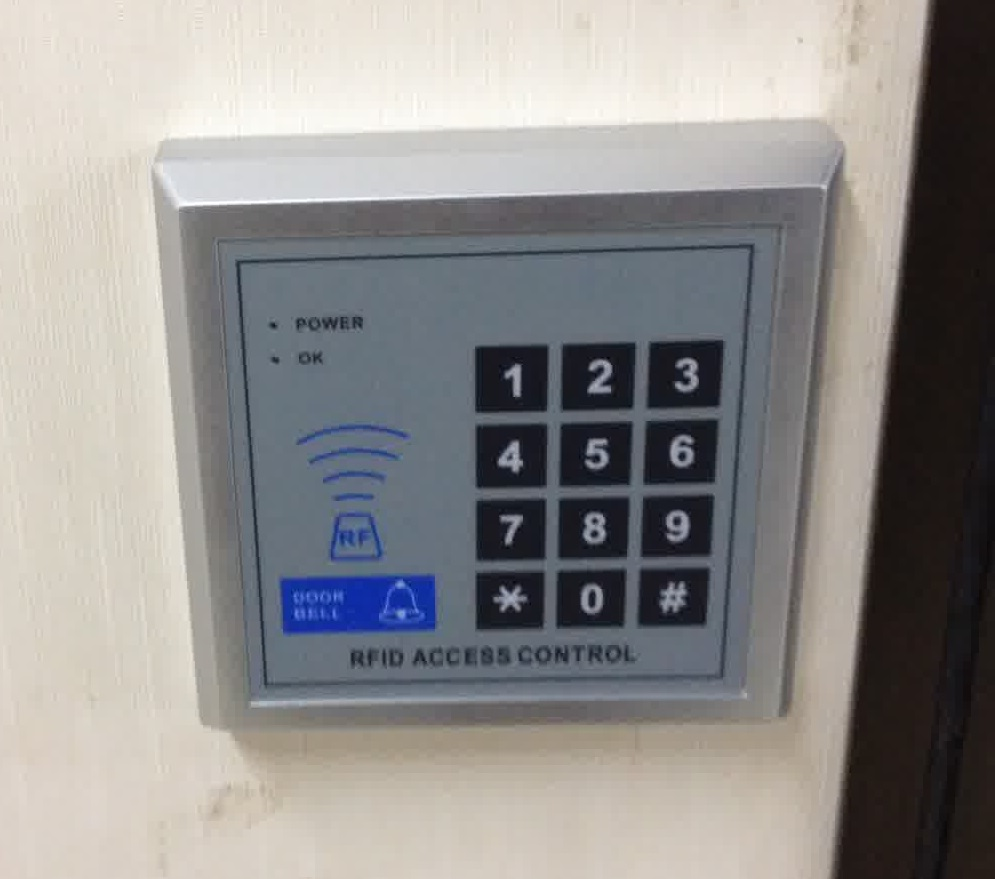 POWER
OK
1 2 3
4 5 6
7 8 9
* 0 #
RF
DOOR
BELL
RFID ACCESS CONTROL